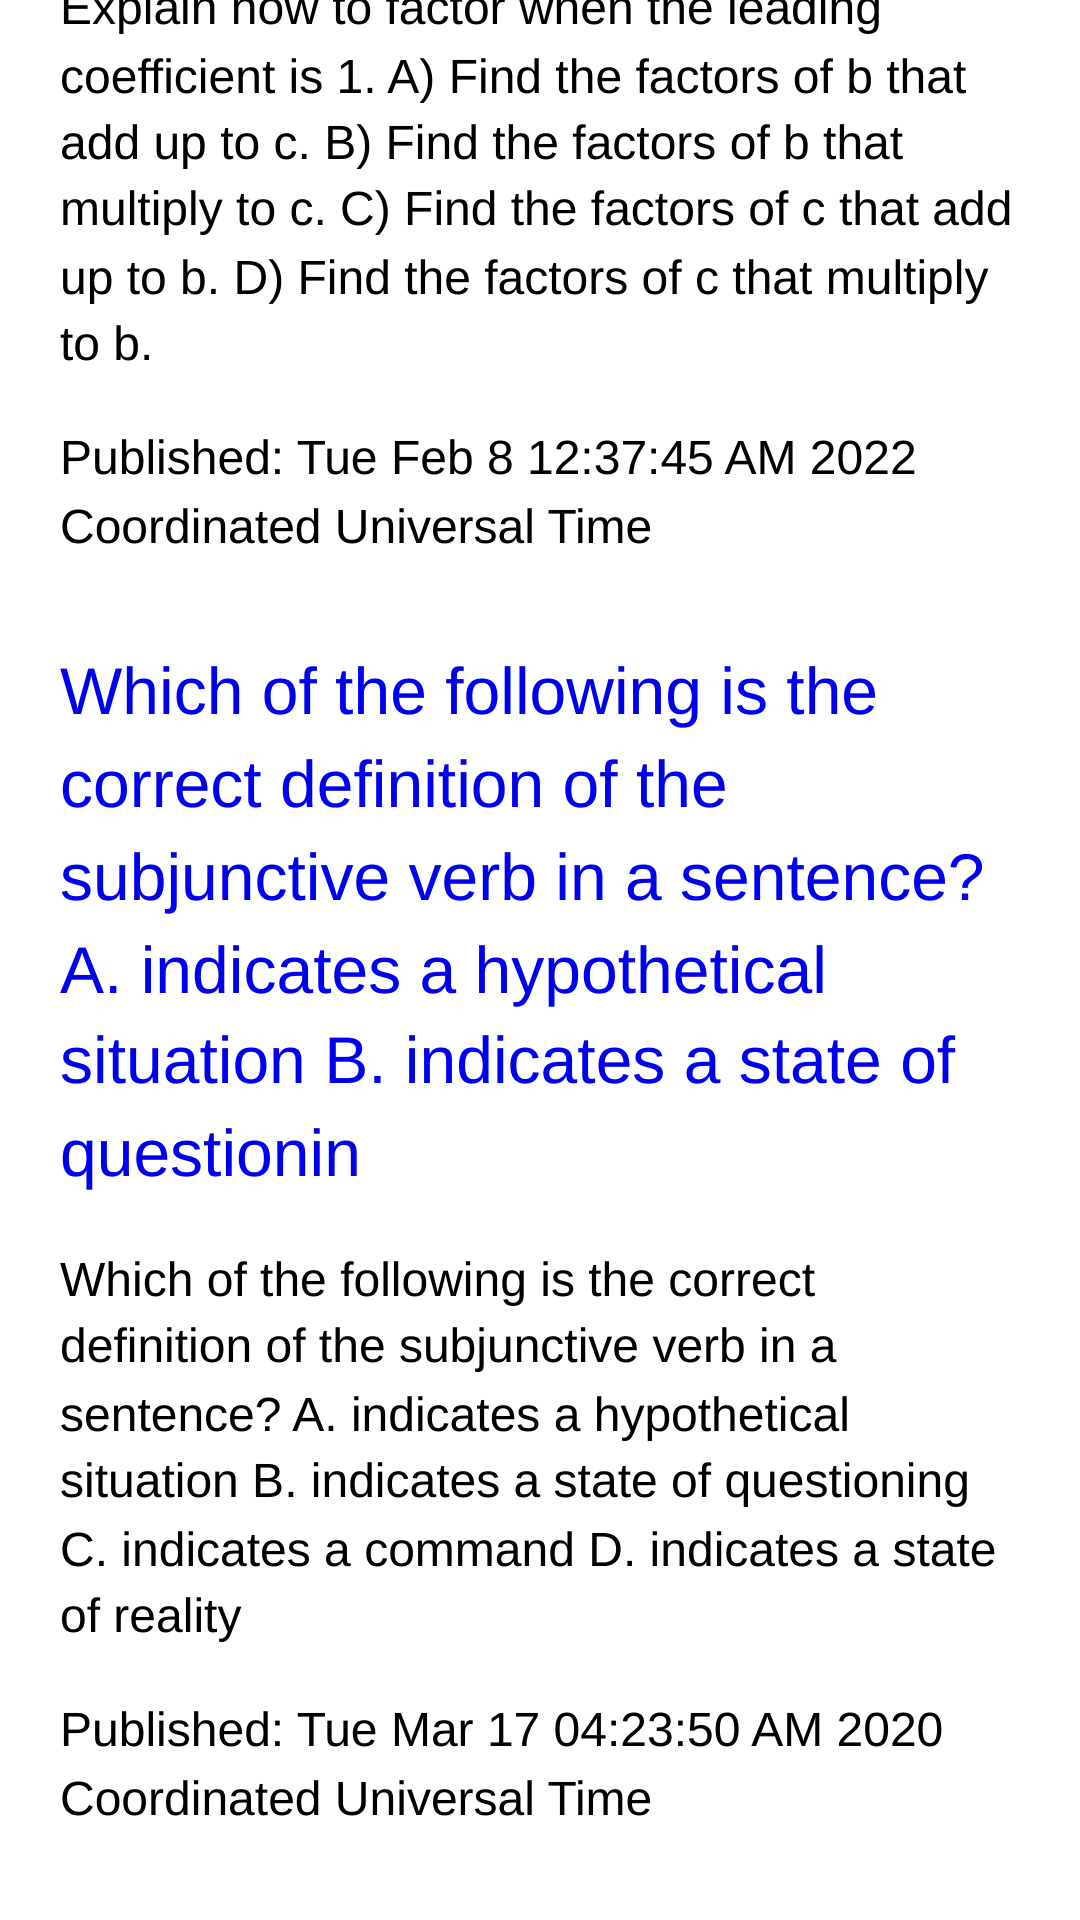 Explain how to factor when the leading
coefficient is 1. A) Find the factors of b that
add up to c. B) Find the factors of b that
multiply to c. C) Find the factors of c that add
up to b. D) Find the factors of c that multiply
to b.
Published: Tue Feb 8 12:37:45 AM 2022
Coordinated Universal Time
Which of the following is the
correct definition of the
subjunctive verb in a sentence?
A. indicates a hypothetical
situation B. indicates a state of
questionin
Which of the following is the correct
definition of the subjunctive verb in a
sentence? A. indicates a hypothetical
situation B. indicates a state of questioning
C. indicates a command D. indicates a state
of reality
Published: Tue Mar 17 04:23:50 AM 2020
Coordinated Universal Time